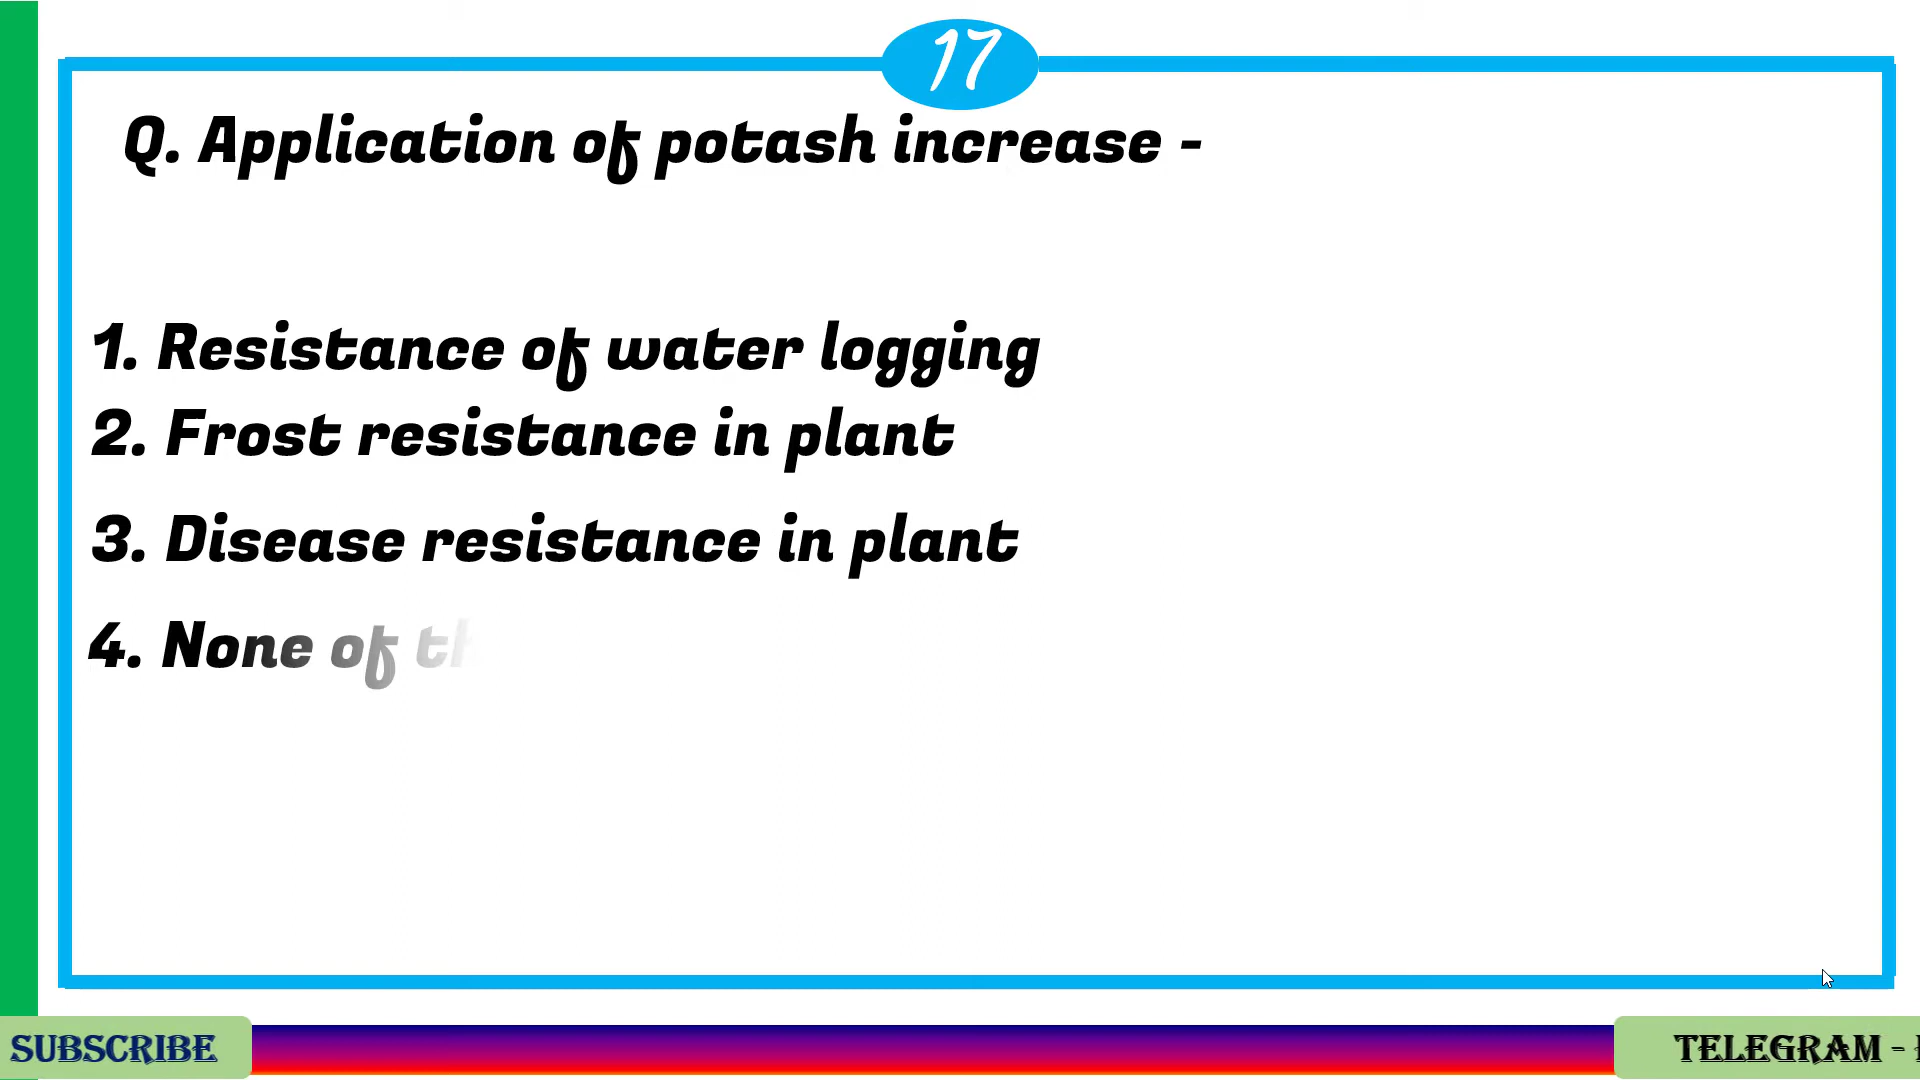 17
Q. Application of potash increase -
1. Resistance of water logging
2. Frost resistance in plant
3. Disease resistance in plant
4. None of
SUBSCRIBE
TELEGRAM -